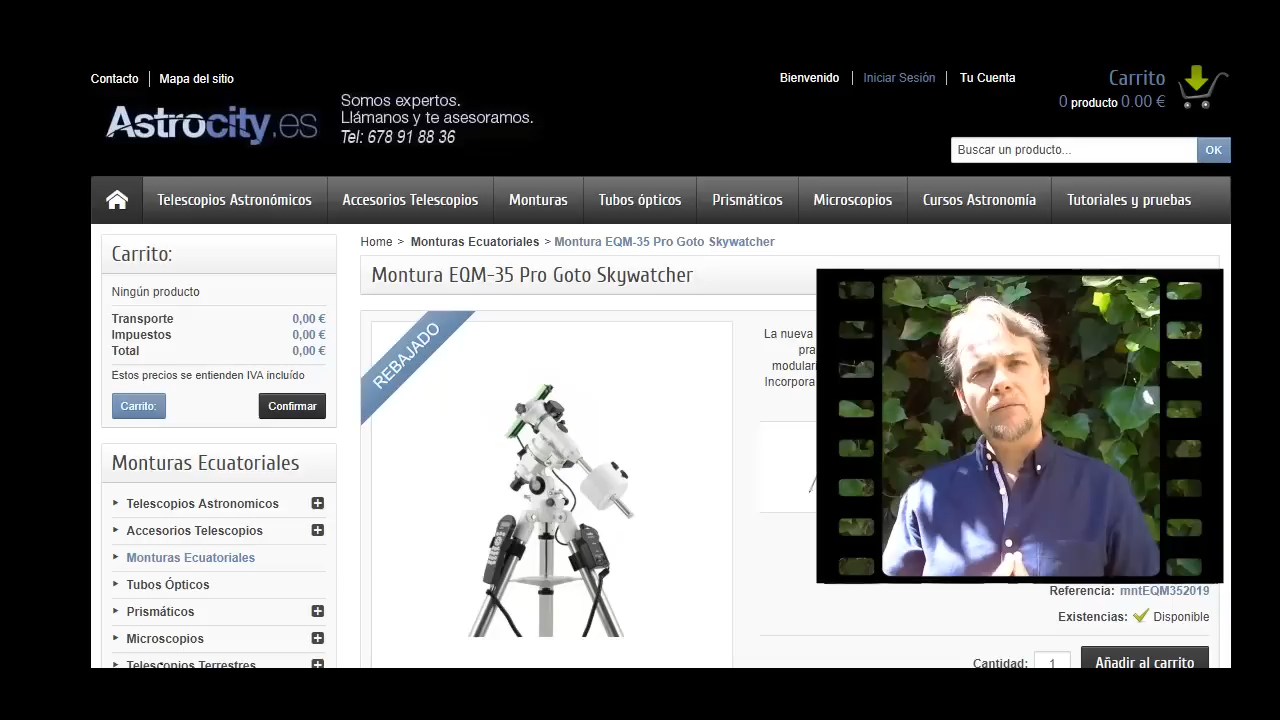 Contacto
Mapa del sitio
Bienvenido
Iniciar Sesión
Tu Cuenta
Carrito
0 producto 0.00 €
Astrocity.es
Somos expertos.
Llámanos y te asesoramos.
Tel: 678 91 88 36
Buscar un producto...
OK
Telescopios Astronómicos
Accesorios Telescopios
Monturas
Tubos ópticos
Prismáticos
Microscopios
Cursos Astronomía
Tutoriales y pruebas
Carrito:
Ningún producto
Transporte 0,00 €
Impuestos 0,00 €
Total 0,00 €
Estos precios se entienden IVA incluído
Carrito:
Confirmar
Monturas Ecuatoriales
Telescopios Astronomicos
Accesorios Telescopios
Monturas Ecuatoriales
Tubos Ópticos
Prismáticos
Microscopios
Telescopios Terrestres
Home > Monturas Ecuatoriales > Montura EQM-35 Pro Goto Skywatcher
Montura EQM-35 Pro Goto Skywatcher
REBAJADO
La nueva
pra
modulari
Incorpora
Referencia: mntEQM352019
Existencias: Disponible
Cantidad: 1
Añadir al carrito